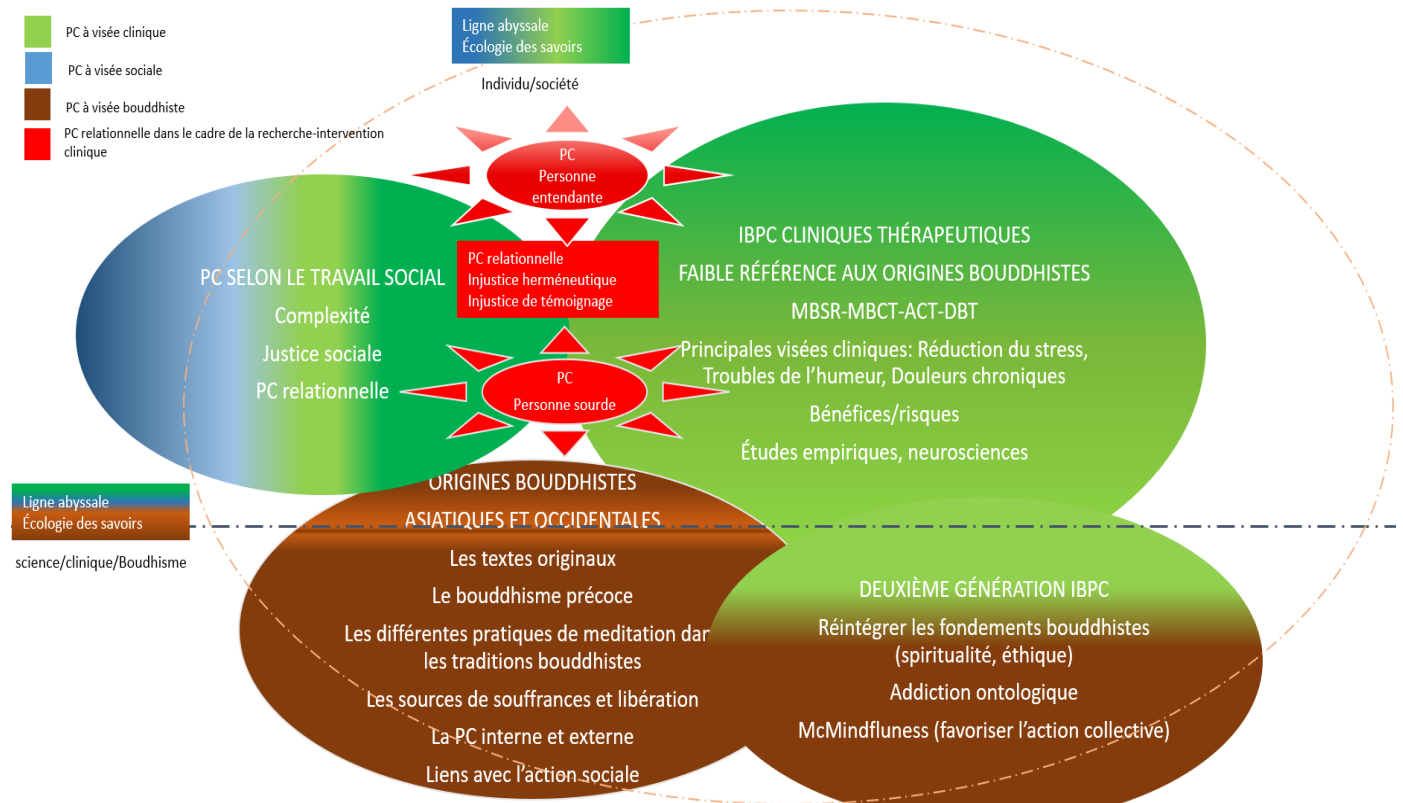 PC à visée clinique
PC à visée sociale
PC à visée bouddhiste
PC relationnelle dans le cadre de la recherche-intervention
clinique
Ligne abyssale
Écologie des savoirs
Individu/société
PC
Personne
entendante
PC relationnelle
Injustice herméneutique
Injustice de témoignage
PC
Personne sourde
PC SELON LE TRAVAIL SOCIAL
Complexité
Justice sociale
PC relationnelle
IBPC CLINIQUES THÉRAPEUTIQUES
FAIBLE RÉFÉRENCE AUX ORIGINES BOUDDHISTES
MBSR-MBCT-ACT-DBT
Principales visées cliniques: Réduction du stress,
Troubles de l'humeur, Douleurs chroniques
Bénéfices/risques
Études empiriques, neurosciences
Ligne abyssale
Écologie des savoirs
science/clinique/Boudhisme
ORIGINES BOUDDHISTES
ASIATIQUES ET OCCIDENTALES
Les textes originaux
Le bouddhisme précoce
Les différentes pratiques de meditation dan
les traditions bouddhistes
Les sources de souffrances et libération
La PC interne et externe
Liens avec l'action sociale
DEUXIÈME GÉNÉRATION IBPC
Réintégrer les fondements bouddhistes
(spiritualité, éthique)
Addiction ontologique
McMindfluness (favoriser l'action collective)